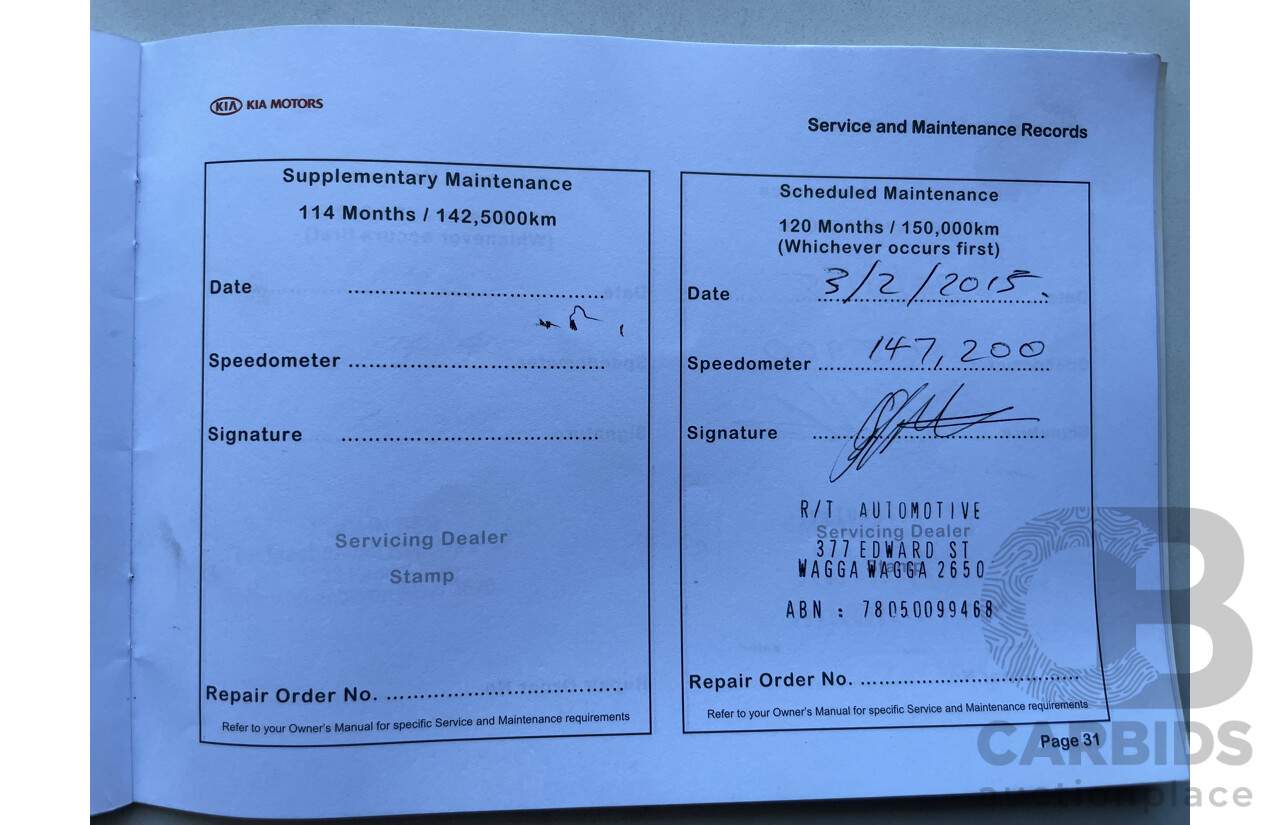 KIA KIA MOTORS
Service and Maintenance Records
Supplementary Maintenance
114 Months / 142,5000km
Date
Speedometer
Signature
Servicing Dealer
Stamp
Repair Order No.
Refer to your Owner's Manual for specific Service and Maintenance requirements
Scheduled Maintenance
120 Months / 150,000km
(Whichever occurs first)
Date 3/2/2015.
Speedometer 147,200
Signature
R/T AUTOMOTIVE
Servicing Dealer
377 EDWARD ST
WAGGA WAGGA 2650
ABN : 78050099468
Repair Order No.
Refer to your Owner's Manual for specific Service and Maintenance requirements
Page 31
CB
CARBIDS
auctionplace